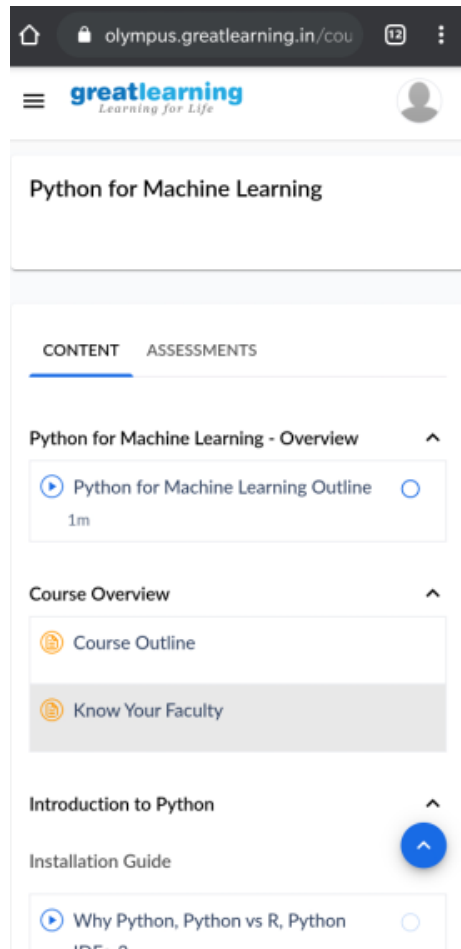 olympus.greatlearning.in/cou
12
greatlearning
Learning for Life
Python for Machine Learning
CONTENT ASSESSMENTS
Python for Machine Learning - Overview
Python for Machine Learning Outline
1m
Course Overview
Course Outline
Know Your Faculty
Introduction to Python
Installation Guide
Why Python, Python vs R, Python